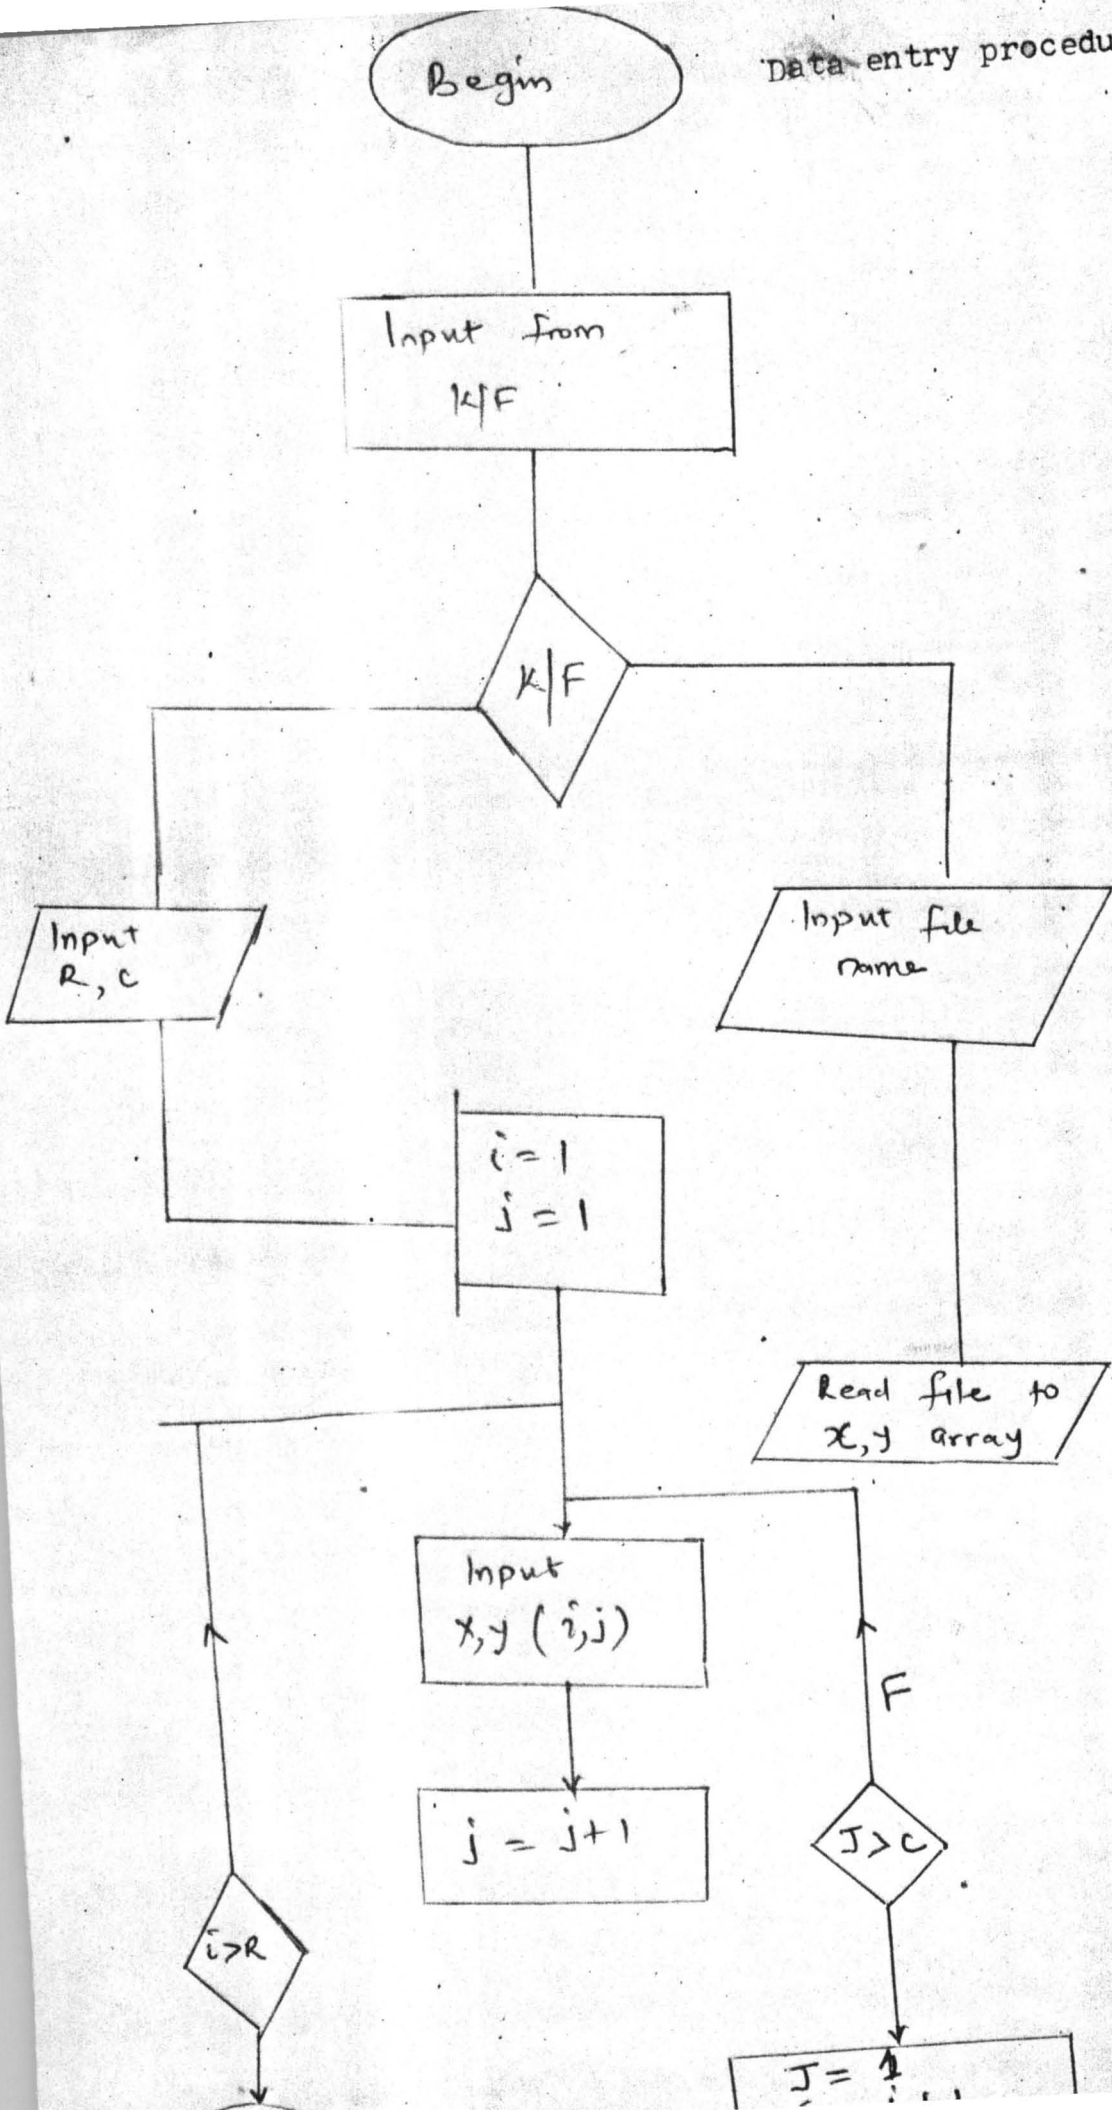 Data entry procedu
Begin
Input from
K/F
K/F
Input
R, C
Input file
name
i = 1
j = 1
Read file to
x, y array
Input
x, y (i, j)
F
j = j + 1
J > C
i > R
J = 1